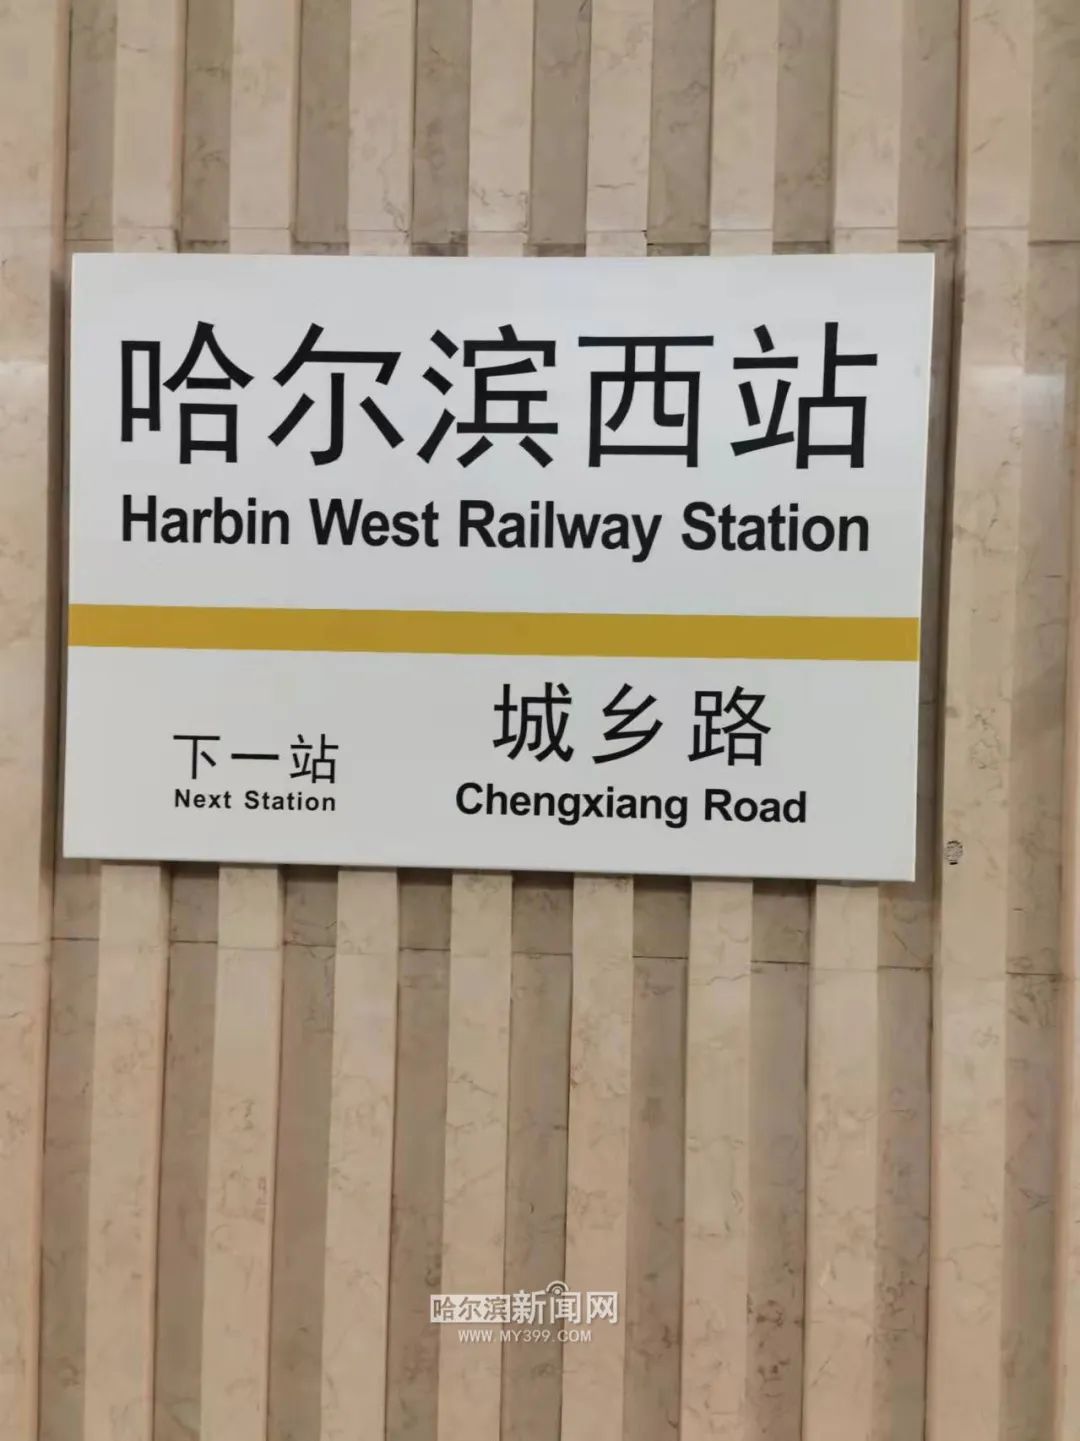 哈尔滨西站
Harbin West Railway Station
下一站
Next Station
城乡路
Chengxiang Road
哈尔滨新闻网
WWW.MY399.COM